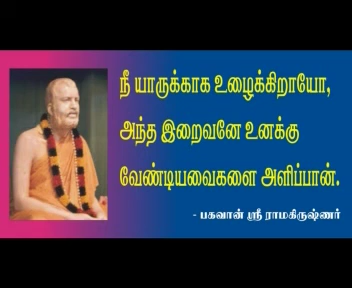 நீ யாருக்காக உழைக்கிறாயோ,
அந்த இறைவனே உனக்கு
வேண்டியவைகளை அளிப்பான்.
- பகவான் ஸ்ரீ ராமகிருஷ்ணர்